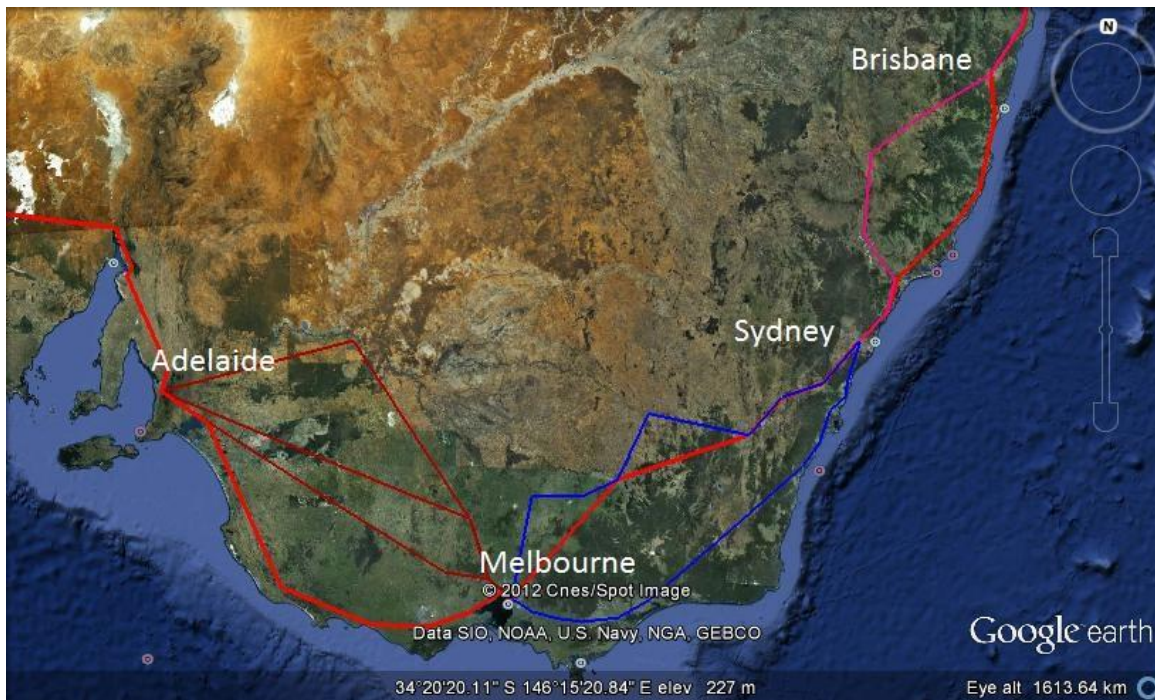 N
Brisbane
Sydney
Adelaide
Melbourne
© 2012 Cnes/Spot Image
Data SIO, NOAA, U.S. Navy, NGA, GEBCO
Google earth
34°20'20.11" S 146°15'20.84" E elev 227 m
Eye alt 1613.64 km